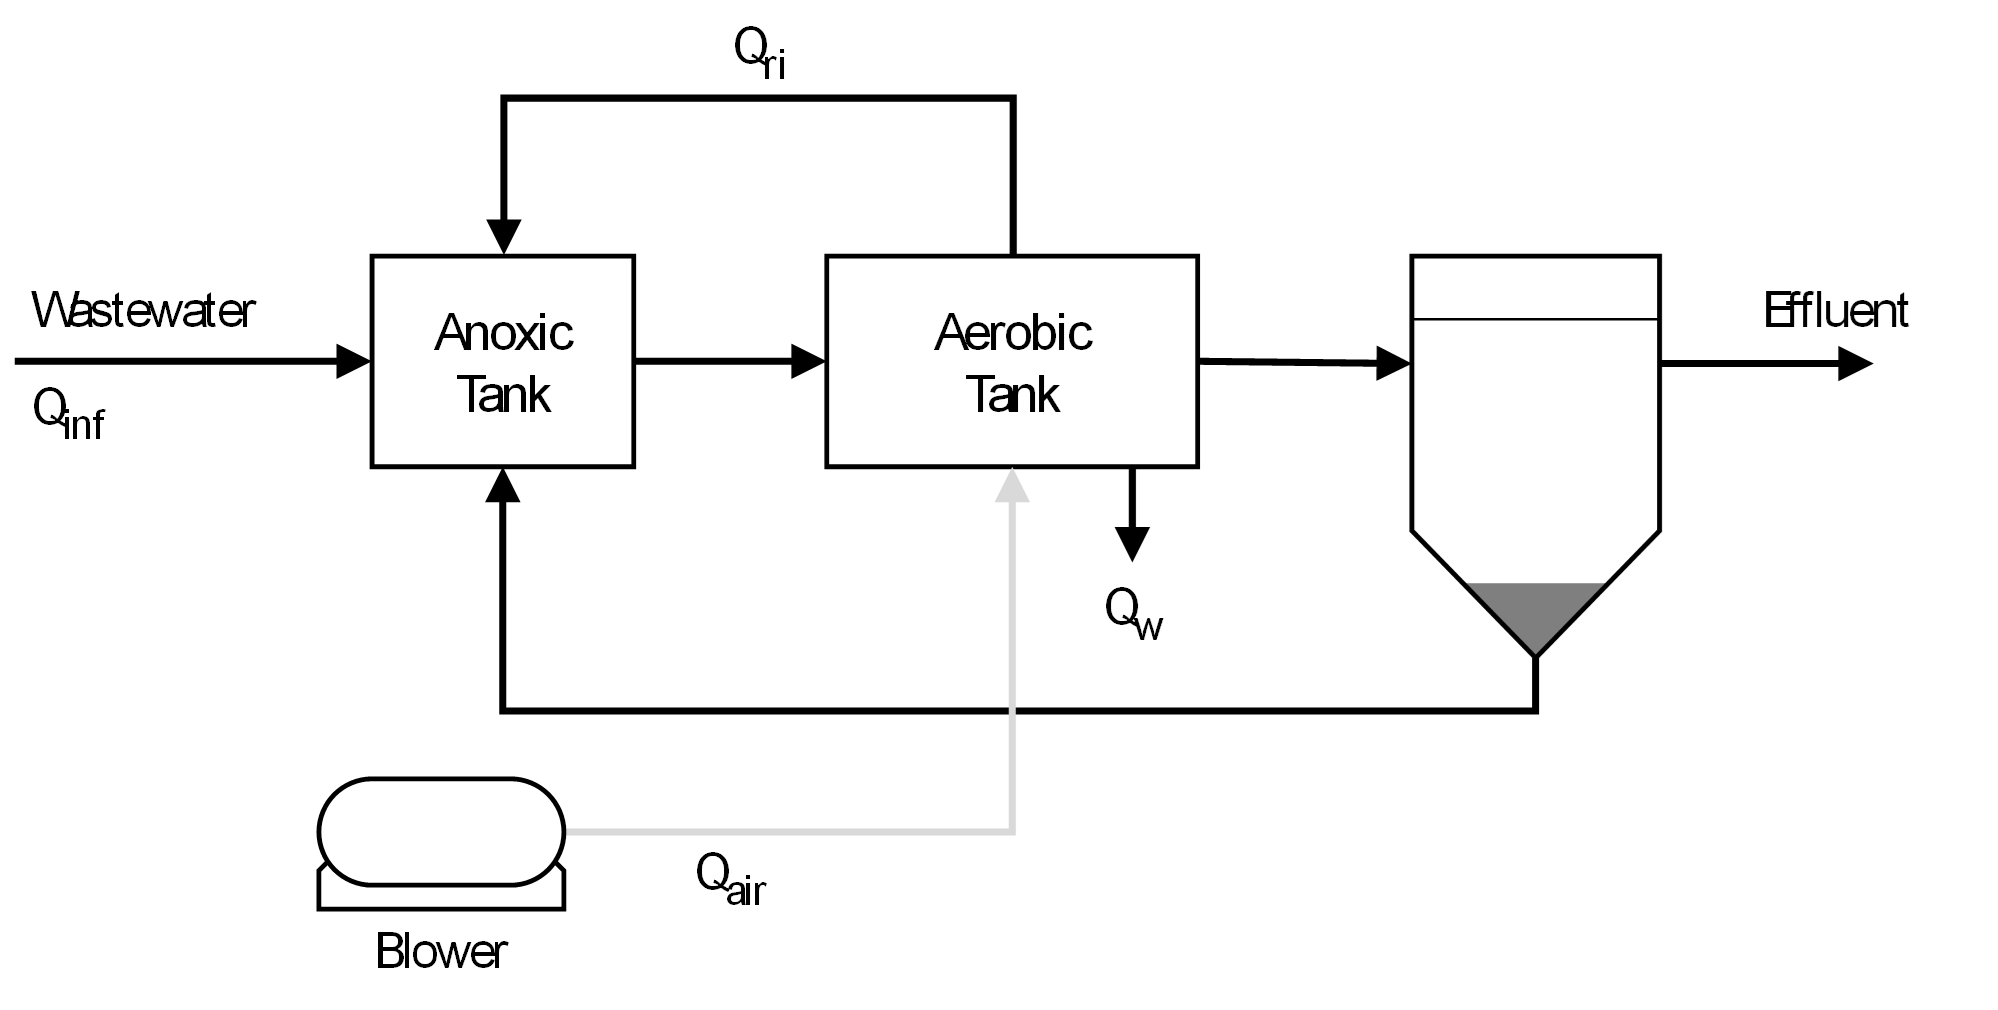 Qri
Wastewater
Qinf
Anoxic
Tank
Aerobic
Tank
Effluent
Qw
Qair
Blower